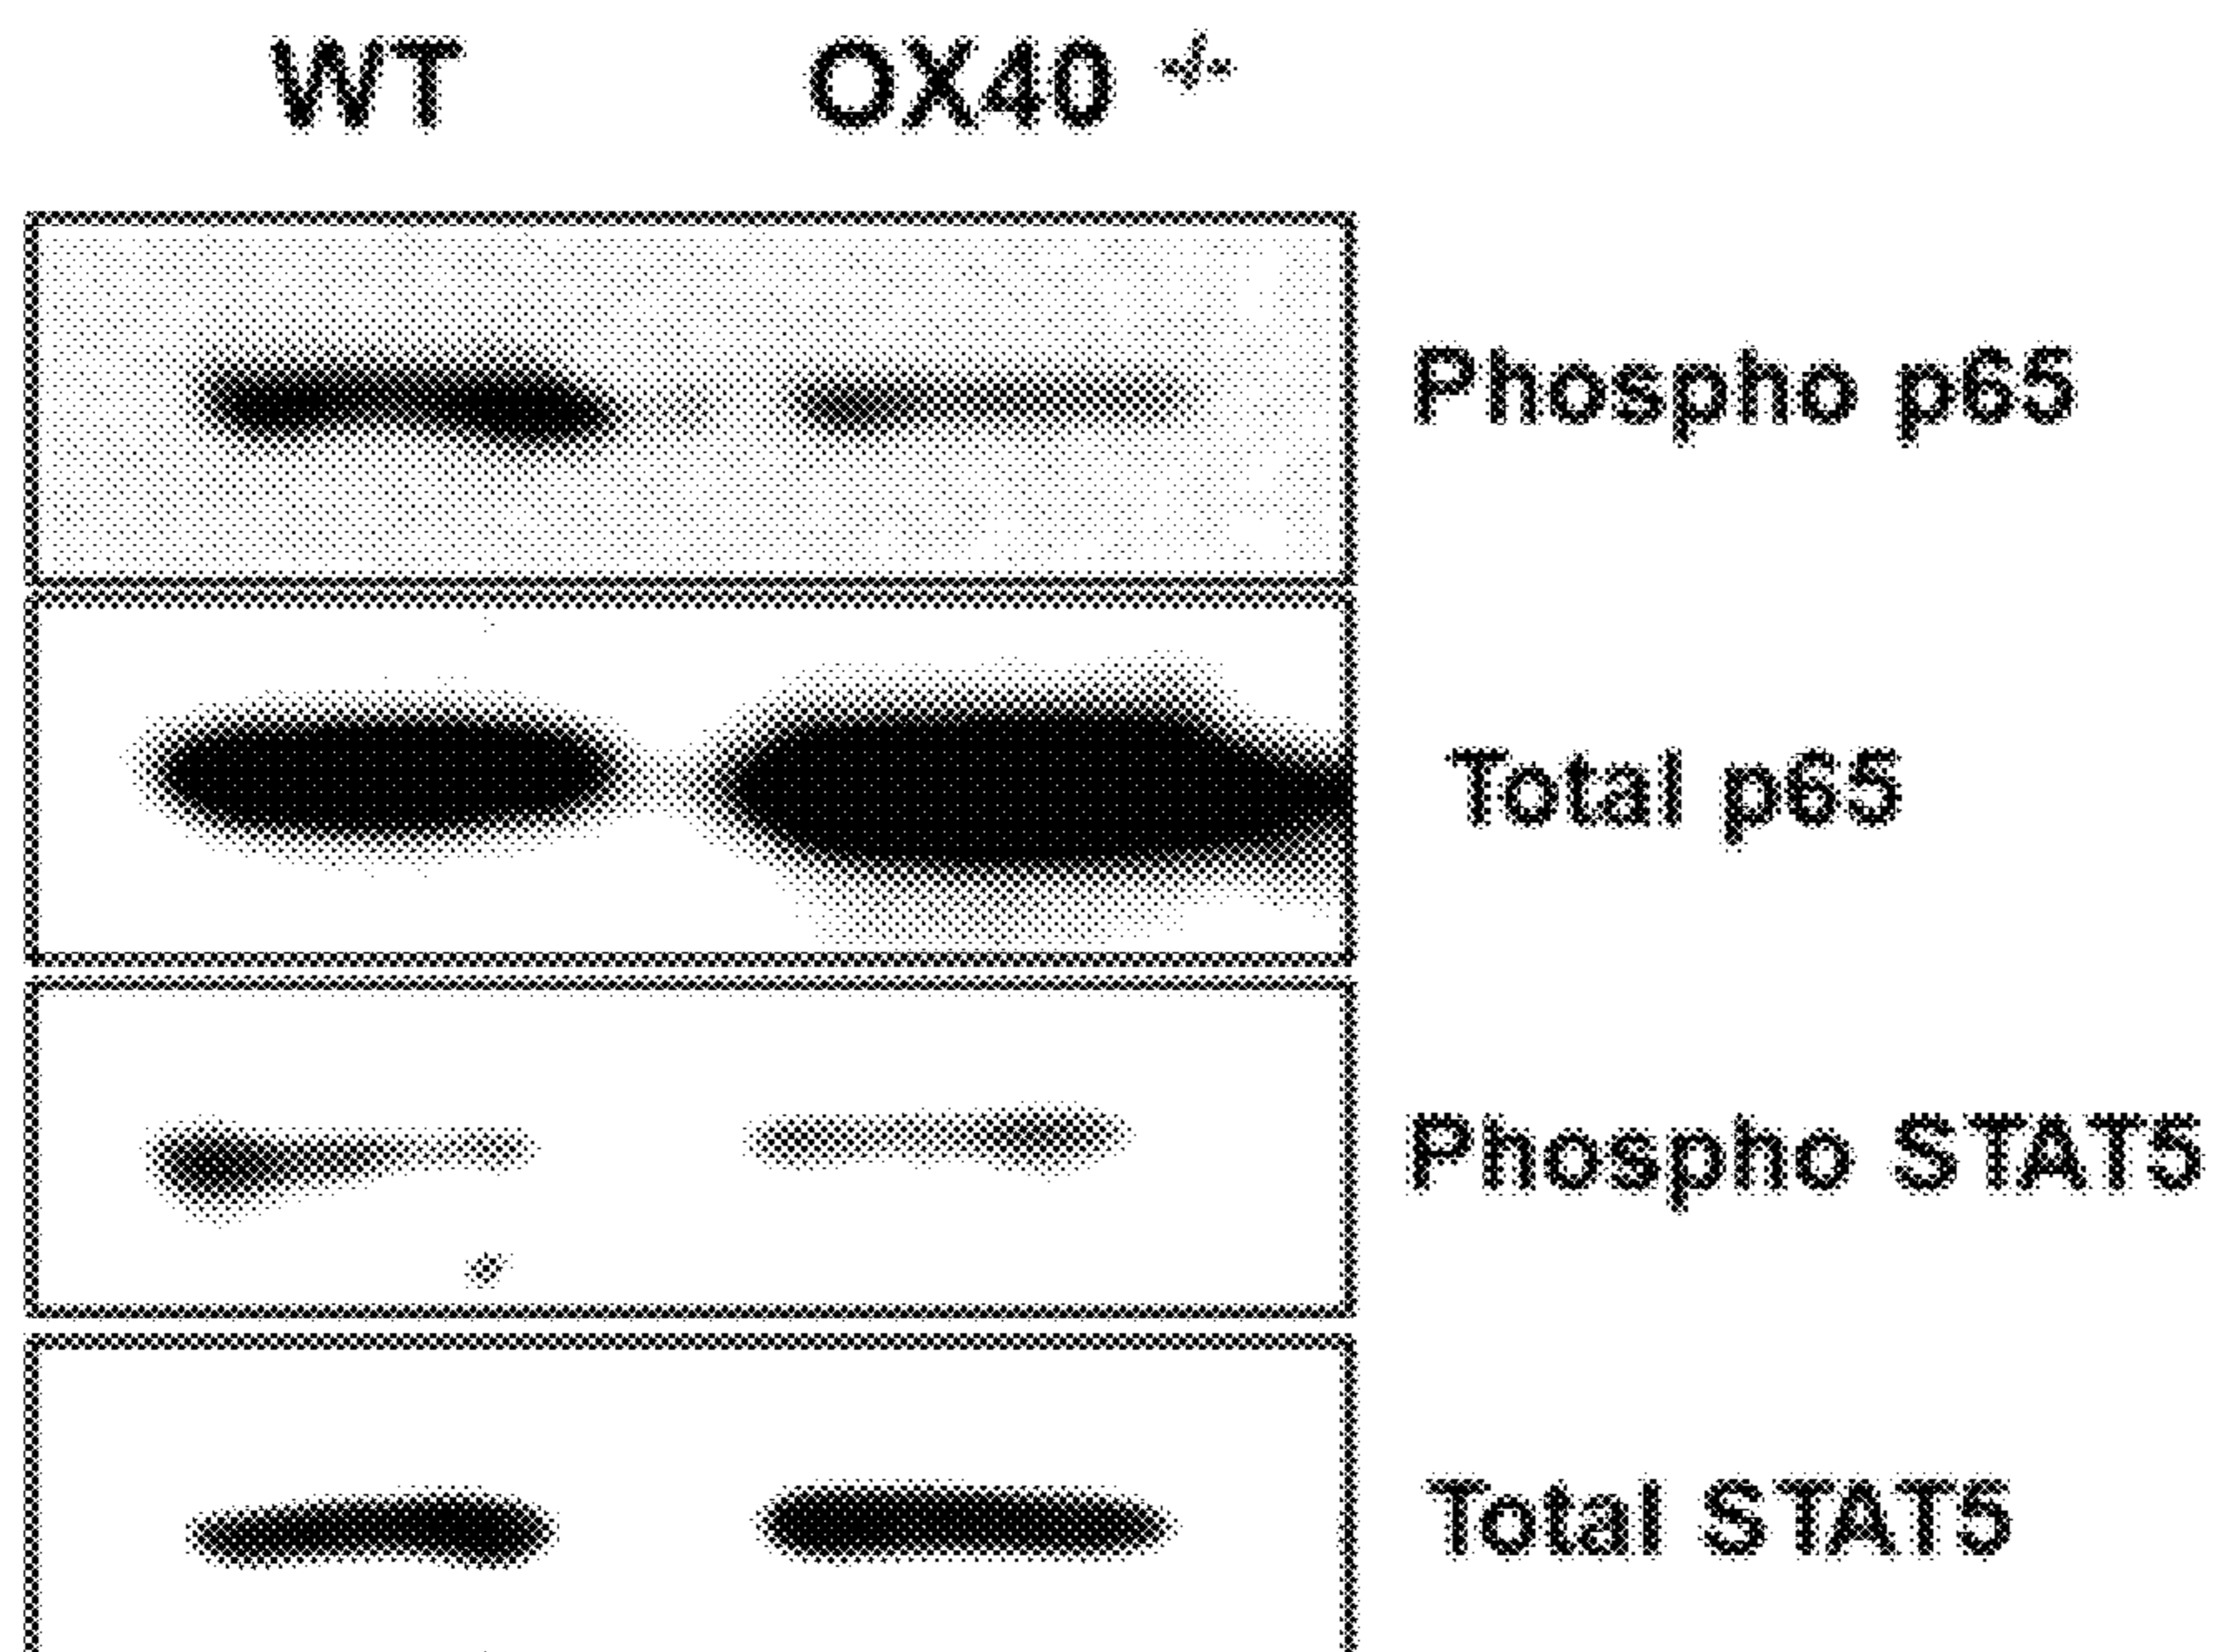 WT OX40 -/-
Phospho p65
Total p65
Phospho STAT5
Total STAT5